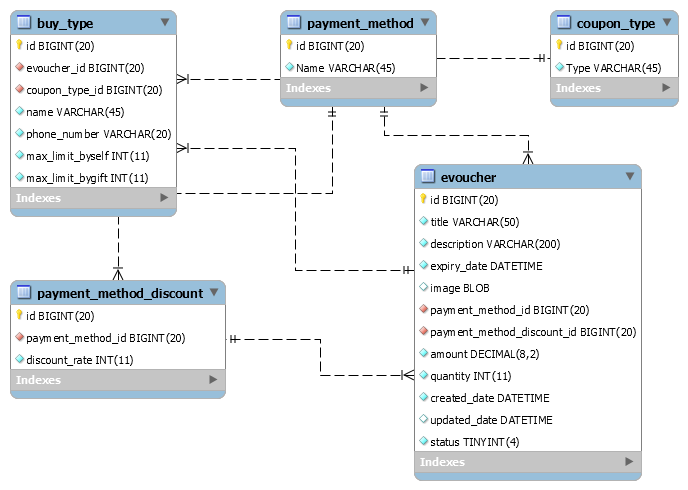 buy_type
id BIGINT(20)
evoucher_id BIGINT(20)
coupon_type_id BIGINT(20)
name VARCHAR(45)
phone_number VARCHAR(20)
max_limit_byself INT(11)
max_limit_bygift INT(11)
Indexes
payment_method
id BIGINT(20)
Name VARCHAR(45)
Indexes
coupon_type
id BIGINT(20)
Type VARCHAR(45)
Indexes
evoucher
id BIGINT(20)
title VARCHAR(50)
description VARCHAR(200)
expiry_date DATETIME
image BLOB
payment_method_id BIGINT(20)
payment_method_discount_id BIGINT(20)
amount DECIMAL(8,2)
quantity INT(11)
created_date DATETIME
updated_date DATETIME
status TINYINT(4)
Indexes
payment_method_discount
id BIGINT(20)
payment_method_id BIGINT(20)
discount_rate INT(11)
Indexes